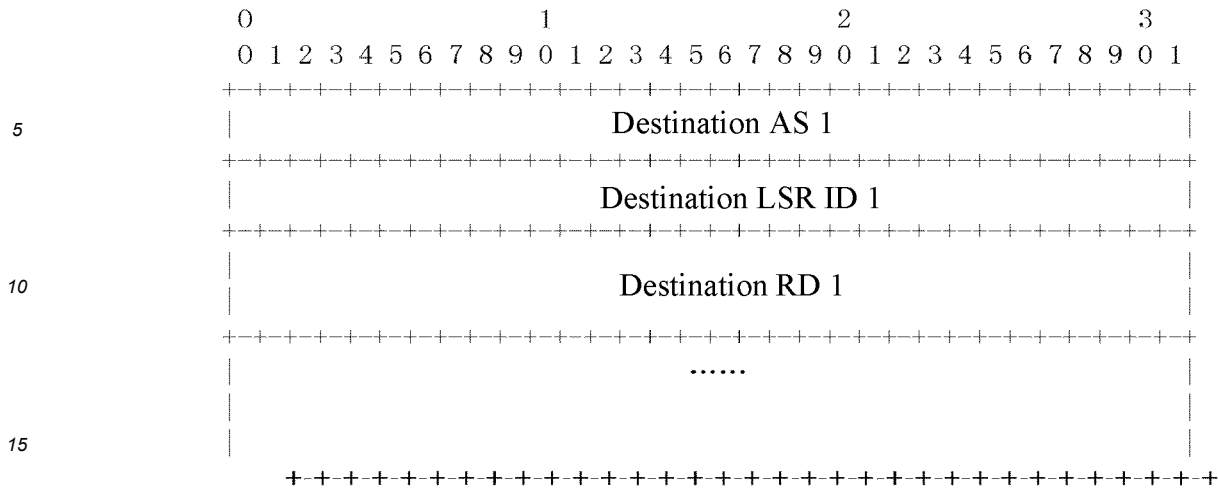 0 1 2 3
0 1 2 3 4 5 6 7 8 9 0 1 2 3 4 5 6 7 8 9 0 1 2 3 4 5 6 7 8 9 0 1
+-+-+-+-+-+-+-+-+-+-+-+-+-+-+-+-+-+-+-+-+-+-+-+-+-+-+-+-+-+-+-+-+
5 | Destination AS 1 |
+-+-+-+-+-+-+-+-+-+-+-+-+-+-+-+-+-+-+-+-+-+-+-+-+-+-+-+-+-+-+-+-+
| Destination LSR ID 1 |
+-+-+-+-+-+-+-+-+-+-+-+-+-+-+-+-+-+-+-+-+-+-+-+-+-+-+-+-+-+-+-+-+
10 | Destination RD 1 |
+-+-+-+-+-+-+-+-+-+-+-+-+-+-+-+-+-+-+-+-+-+-+-+-+-+-+-+-+-+-+-+-+
| ...... |
15 | |
+-+-+-+-+-+-+-+-+-+-+-+-+-+-+-+-+-+-+-+-+-+-+-+-+-+-+-+-+-+-+-+-+